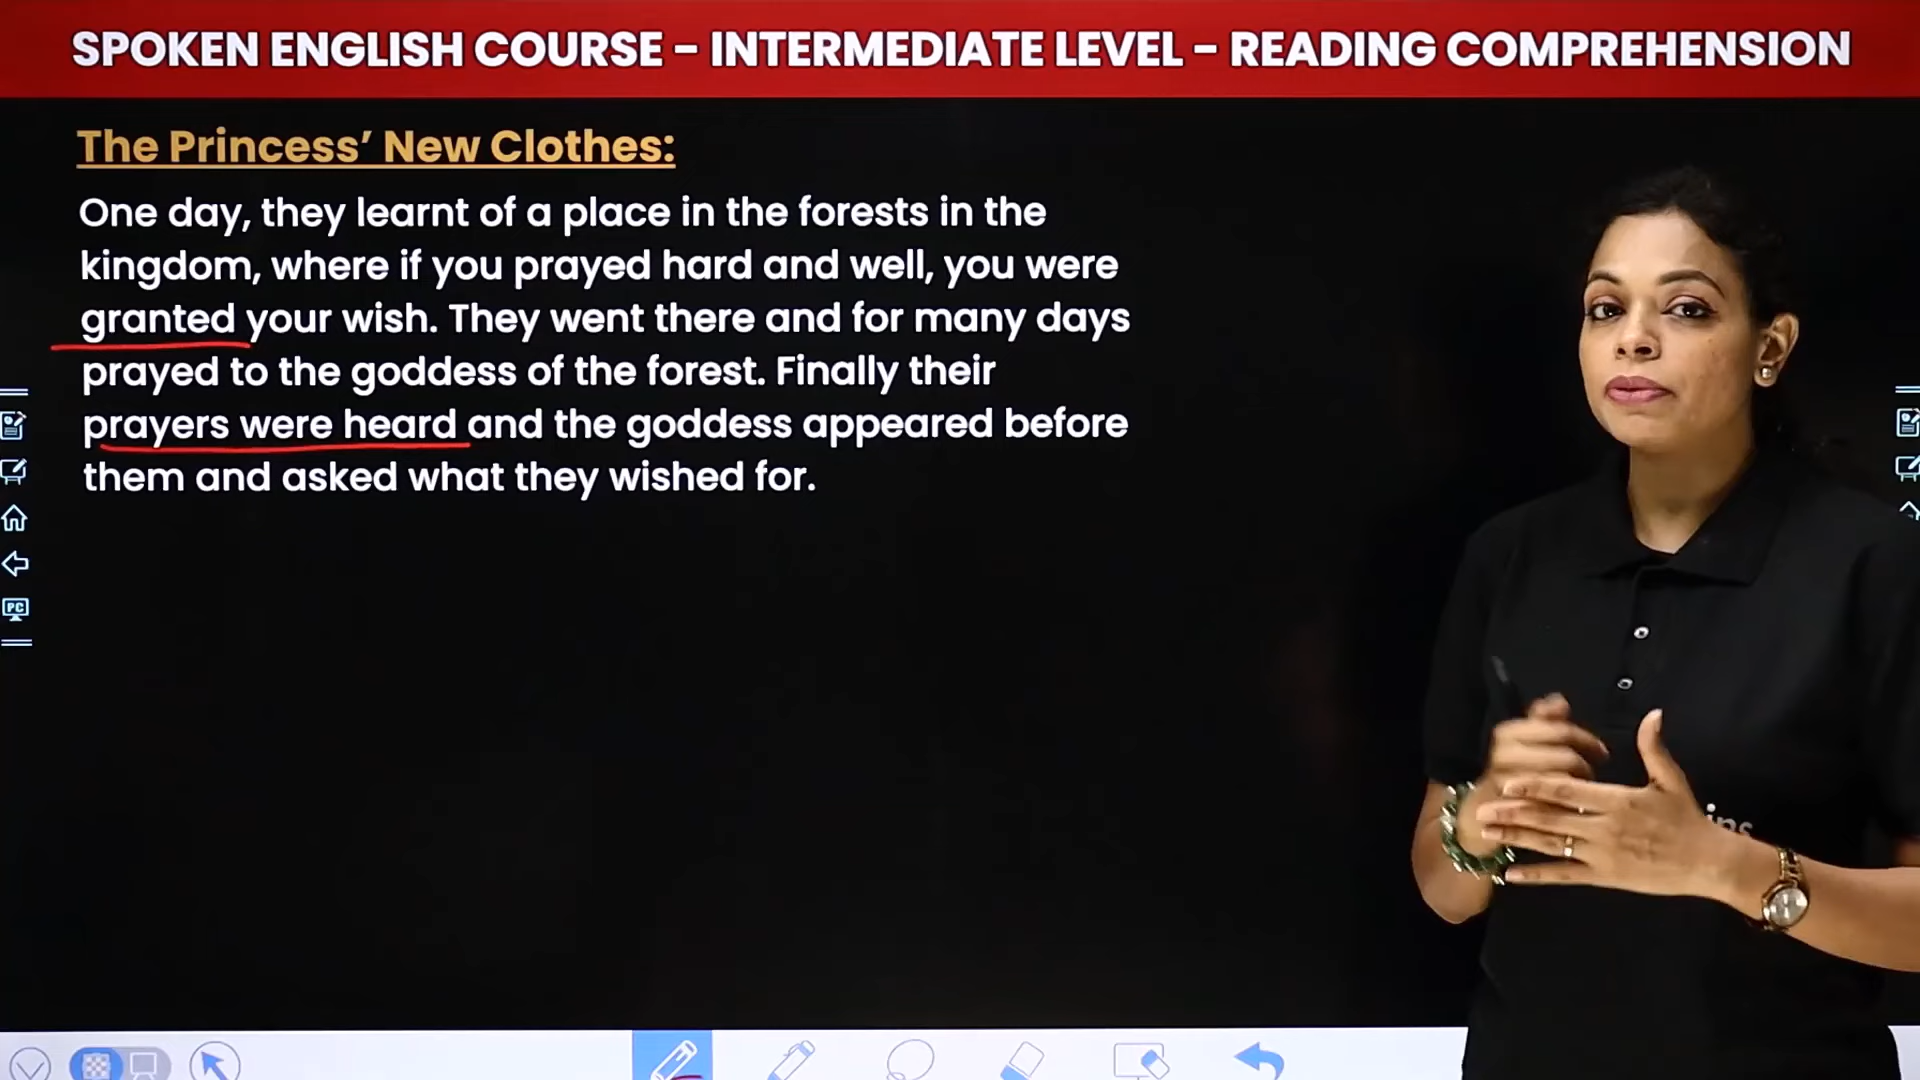 SPOKEN ENGLISH COURSE – INTERMEDIATE LEVEL – READING COMPREHENSION
The Princess’ New Clothes:
One day, they learnt of a place in the forests in the
kingdom, where if you prayed hard and well, you were
granted your wish. They went there and for many days
prayed to the goddess of the forest. Finally their
prayers were heard and the goddess appeared before
them and asked what they wished for.
PC